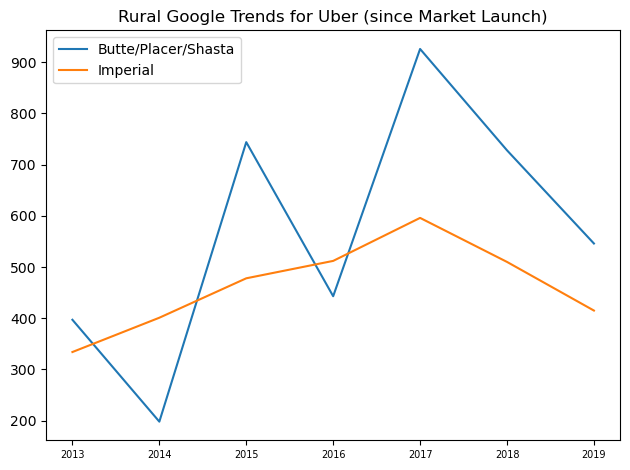 Rural Google Trends for Uber (since Market Launch)
Butte/Placer/Shasta
Imperial
900
800
700
600
500
400
300
200
2013 2014 2015 2016 2017 2018 2019